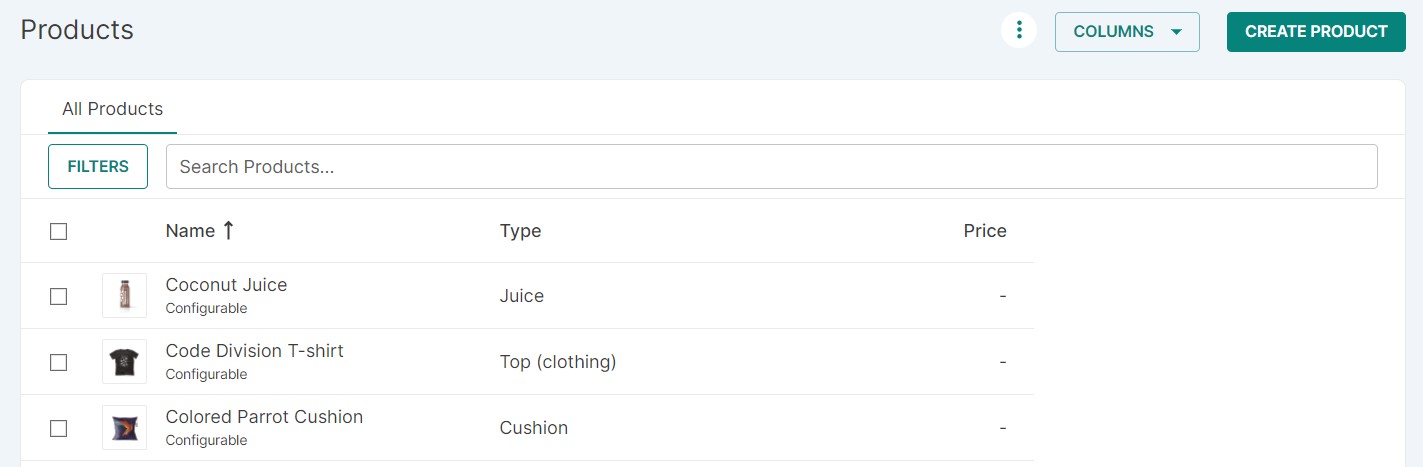 Products
COLUMNS
CREATE PRODUCT
All Products
FILTERS
Search Products...
Name Type Price
Coconut Juice
Configurable
Juice -
Code Division T-shirt
Configurable
Top (clothing) -
Colored Parrot Cushion
Configurable
Cushion -